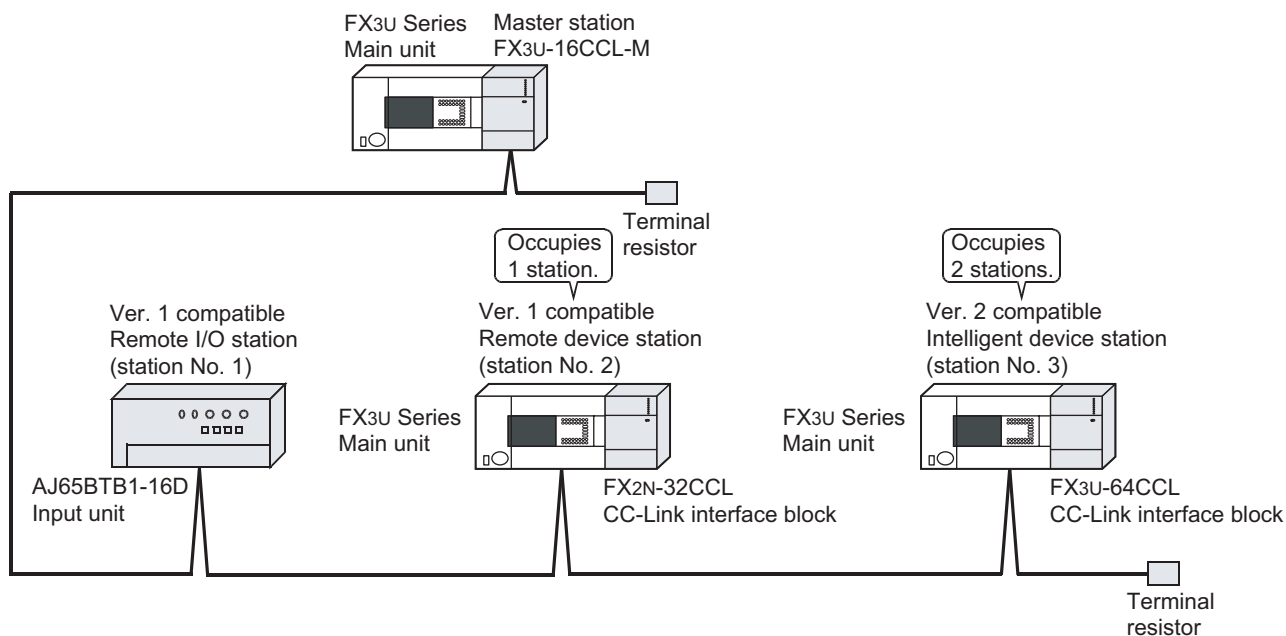 FX3U Series
Main unit
Master station
FX3U-16CCL-M
Terminal
resistor
Occupies
1 station.
Occupies
2 stations.
Ver. 1 compatible
Remote I/O station
(station No. 1)
Ver. 1 compatible
Remote device station
(station No. 2)
Ver. 2 compatible
Intelligent device station
(station No. 3)
FX3U Series
Main unit
FX3U Series
Main unit
AJ65BTB1-16D
Input unit
FX2N-32CCL
CC-Link interface block
FX3U-64CCL
CC-Link interface block
Terminal
resistor